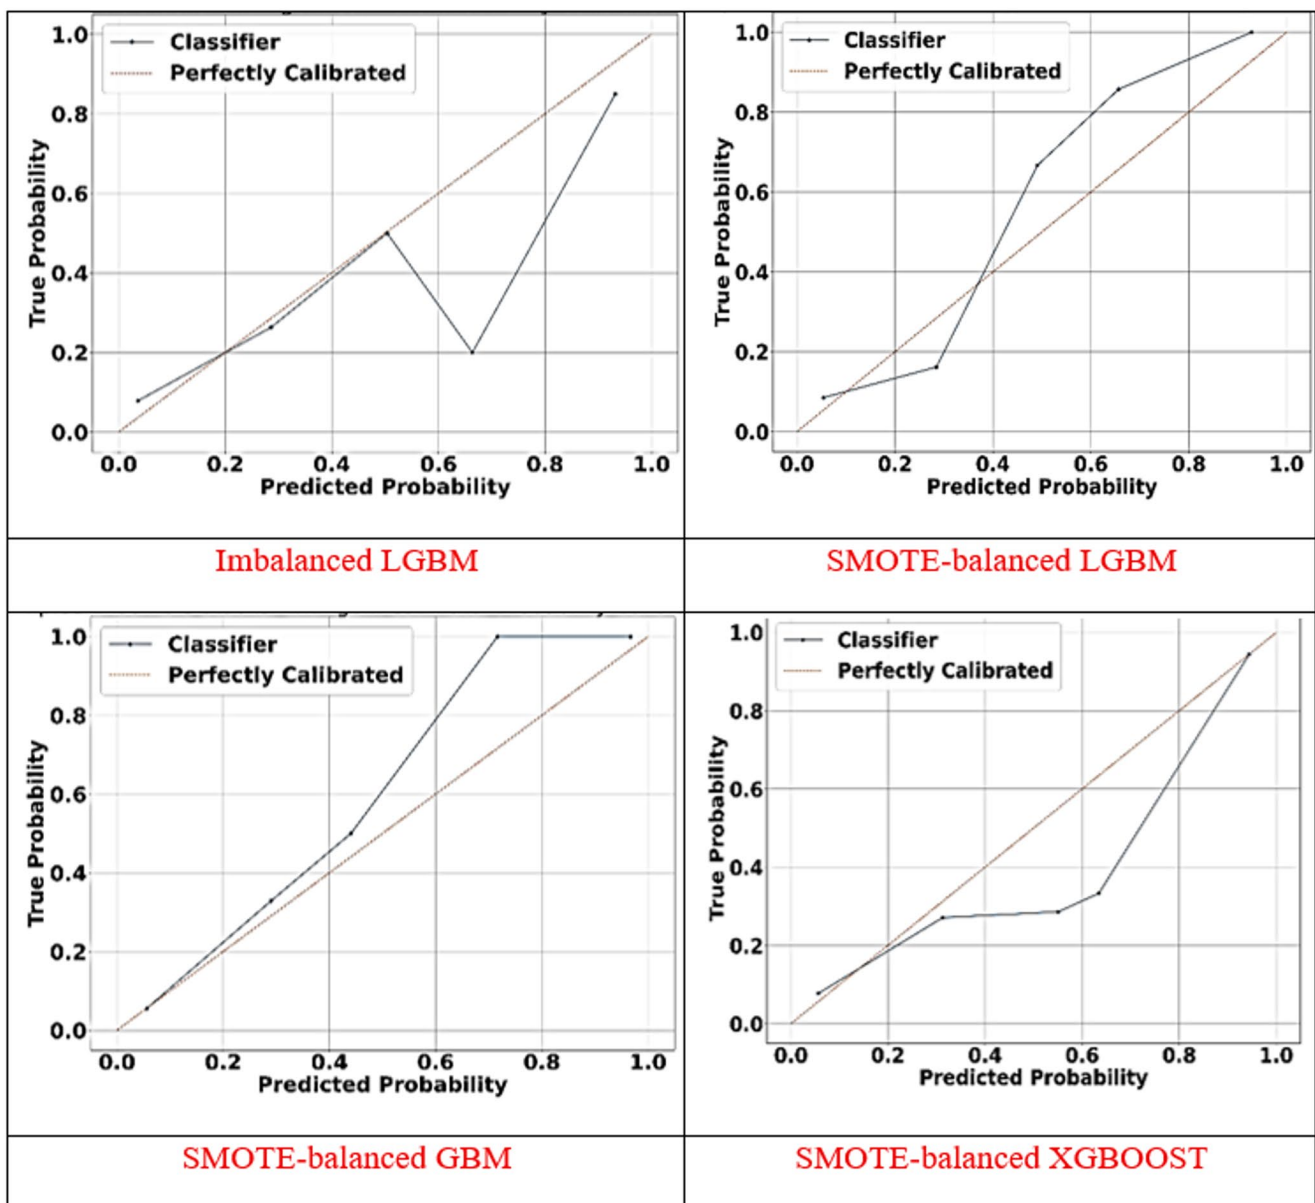 Classifier
Perfectly Calibrated
1.0
0.8
0.6
0.4
0.2
0.0
True Probability
0.0 0.2 0.4 0.6 0.8 1.0
Predicted Probability
Imbalanced LGBM
Classifier
Perfectly Calibrated
1.0
0.8
0.6
0.4
0.2
0.0
True Probability
0.0 0.2 0.4 0.6 0.8 1.0
Predicted Probability
SMOTE-balanced LGBM
Classifier
Perfectly Calibrated
1.0
0.8
0.6
0.4
0.2
0.0
True Probability
0.0 0.2 0.4 0.6 0.8 1.0
Predicted Probability
SMOTE-balanced GBM
Classifier
Perfectly Calibrated
1.0
0.8
0.6
0.4
0.2
0.0
True Probability
0.0 0.2 0.4 0.6 0.8 1.0
Predicted Probability
SMOTE-balanced XGBOOST